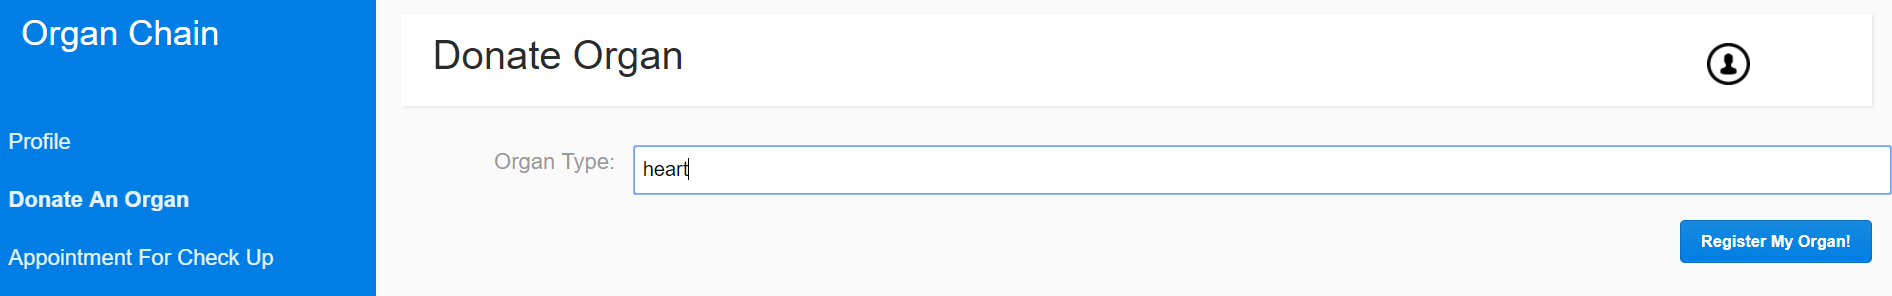 Organ Chain
Profile
Donate An Organ
Appointment For Check Up
Donate Organ
Organ Type: heart
Register My Organ!